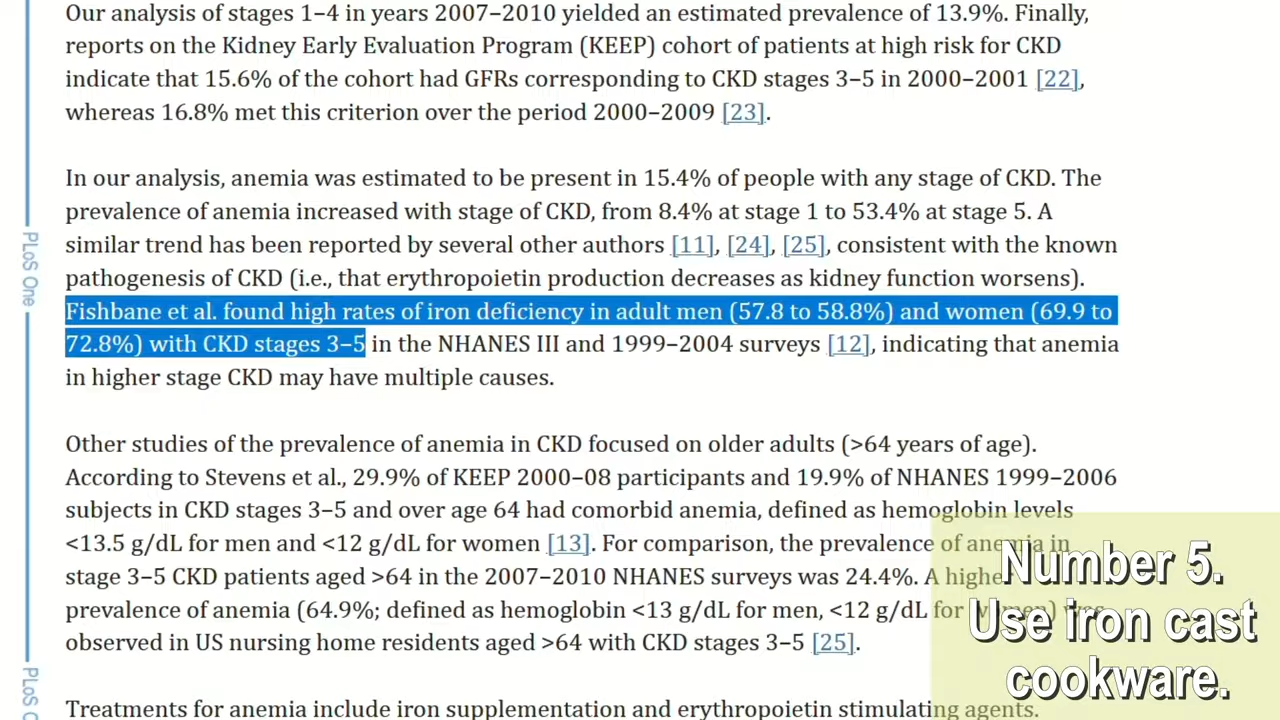 Our analysis of stages 1–4 in years 2007–2010 yielded an estimated prevalence of 13.9%. Finally,
reports on the Kidney Early Evaluation Program (KEEP) cohort of patients at high risk for CKD
indicate that 15.6% of the cohort had GFRs corresponding to CKD stages 3–5 in 2000–2001 [22],
whereas 16.8% met this criterion over the period 2000–2009 [23].
In our analysis, anemia was estimated to be present in 15.4% of people with any stage of CKD. The
prevalence of anemia increased with stage of CKD, from 8.4% at stage 1 to 53.4% at stage 5. A
similar trend has been reported by several other authors [11], [24], [25], consistent with the known
pathogenesis of CKD (i.e., that erythropoietin production decreases as kidney function worsens).
Fishbane et al. found high rates of iron deficiency in adult men (57.8 to 58.8%) and women (69.9 to
72.8%) with CKD stages 3–5 in the NHANES III and 1999–2004 surveys [12], indicating that anemia
in higher stage CKD may have multiple causes.
Other studies of the prevalence of anemia in CKD focused on older adults (>64 years of age).
According to Stevens et al., 29.9% of KEEP 2000–08 participants and 19.9% of NHANES 1999–2006
subjects in CKD stages 3–5 and over age 64 had comorbid anemia, defined as hemoglobin levels
<13.5 g/dL for men and <12 g/dL for women [13]. For comparison, the prevalence of anemia in
stage 3–5 CKD patients aged >64 in the 2007–2010 NHANES surveys was 24.4%. A higher
prevalence of anemia (64.9%; defined as hemoglobin <13 g/dL for men, <12 g/dL for women) was
observed in US nursing home residents aged >64 with CKD stages 3–5 [25].
Treatments for anemia include iron supplementation and erythropoietin stimulating agents.
PLoS One
PLoS
Number 5.
Use iron cast
cookware.